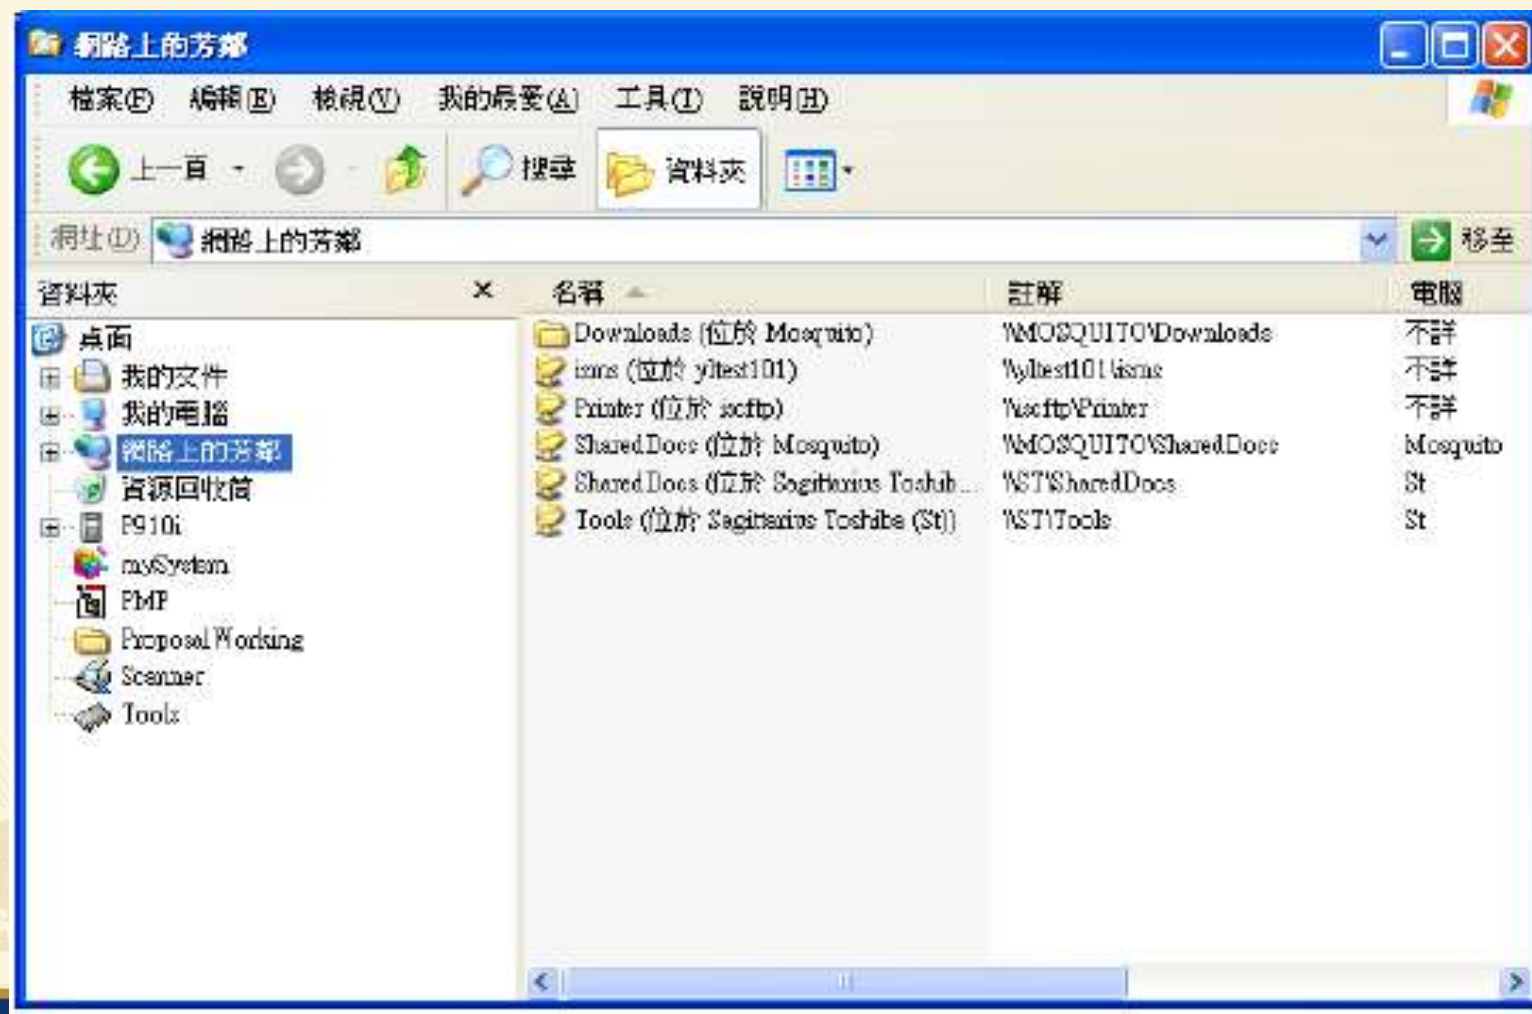 網路上的芳鄰
檔案(F) 編輯(E) 檢視(V) 我的最愛(A) 工具(T) 說明(H)
上一頁 搜尋 資料夾
網址(D) 網路上的芳鄰 移至
資料夾 × 名稱 註解 電腦
桌面
我的文件
我的電腦
網路上的芳鄰
資源回收筒
P910i
mySystem
PMP
Proposal Working
Scanner
Tools
Downloads (位於 Mosquito) \\MOSQUITO\Downloads 不詳
isms (位於 yltest101) \\yltest101\isms 不詳
Printer (位於 iscftp) \\iscftp\Printer 不詳
SharedDocs (位於 Mosquito) \\MOSQUITO\SharedDocs Mosquito
SharedDocs (位於 Sagittarius Toshib... \\ST\SharedDocs St
Tools (位於 Sagittarius Toshiba (St)) \\ST\Tools St